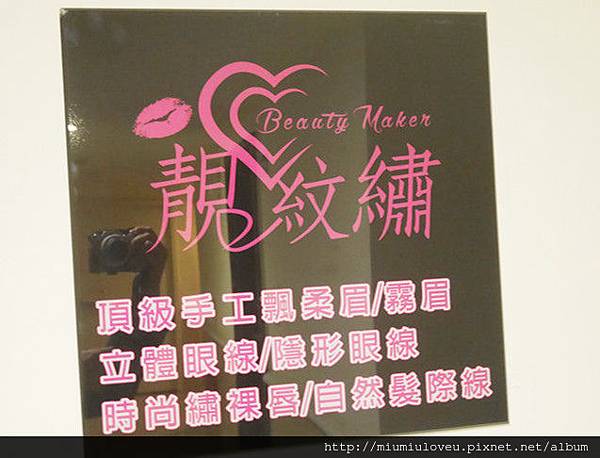 Beauty Maker
靚紋繡
頂級手工飄柔眉/霧眉
立體眼線/隱形眼線
時尚繡裸唇/自然髮際線
http://miumiuloveu.pixnet.net/album